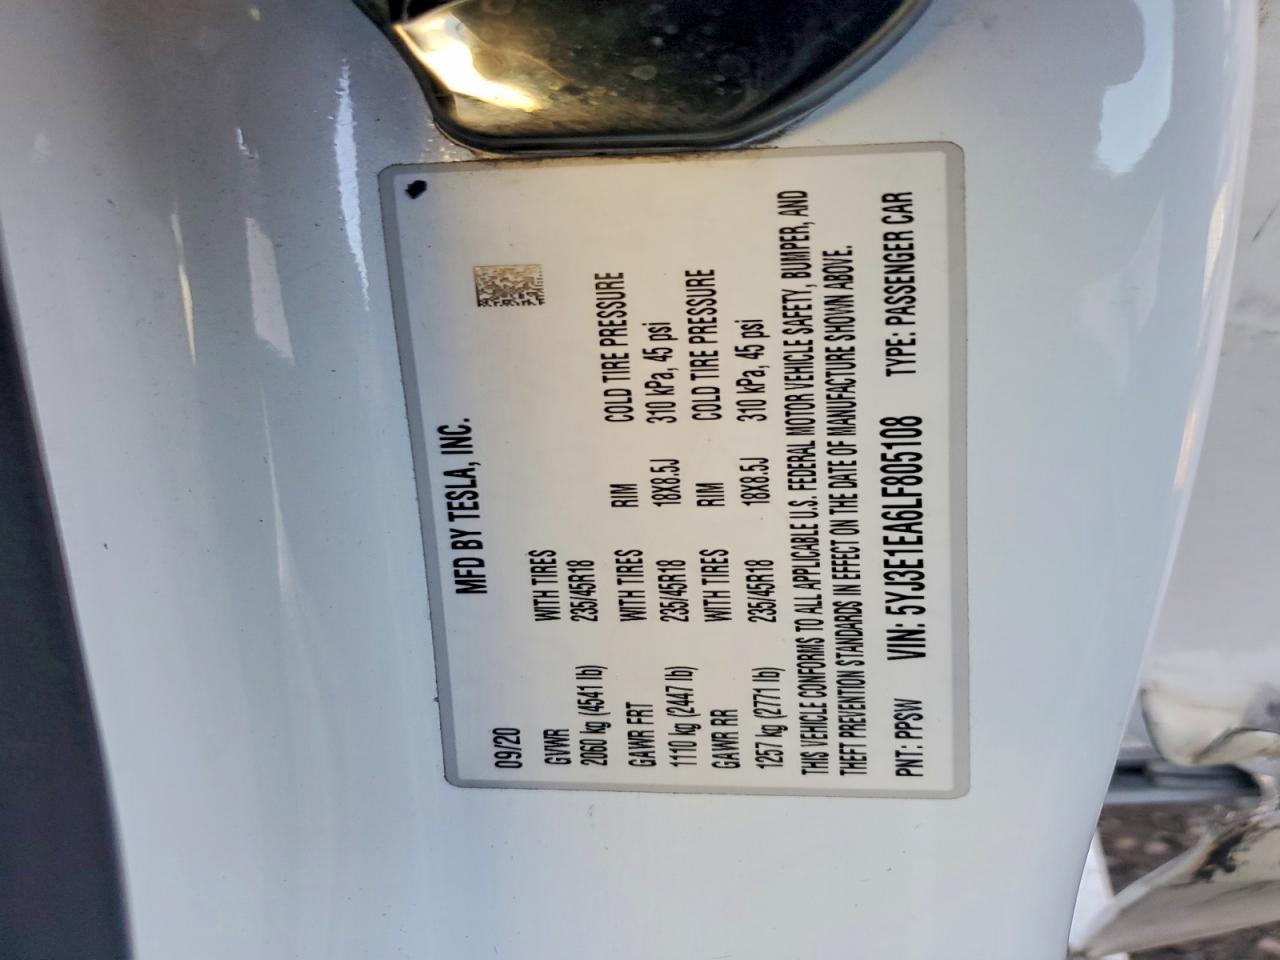 MFD BY TESLA, INC.
09/20
GVWR WITH TIRES
2060 kg (4541 lb) 235/45R18
GAWR FRT WITH TIRES RIM COLD TIRE PRESSURE
1110 kg (2447 lb) 235/45R18 18X8.5J 310 kPa, 45 psi
GAWR RR WITH TIRES RIM COLD TIRE PRESSURE
1257 kg (2771 lb) 235/45R18 18X8.5J 310 kPa, 45 psi
THIS VEHICLE CONFORMS TO ALL APPLICABLE U.S. FEDERAL MOTOR VEHICLE SAFETY, BUMPER, AND
THEFT PREVENTION STANDARDS IN EFFECT ON THE DATE OF MANUFACTURE SHOWN ABOVE.
PNT: PPSW VIN: 5YJ3E1EA6LF805108 TYPE: PASSENGER CAR